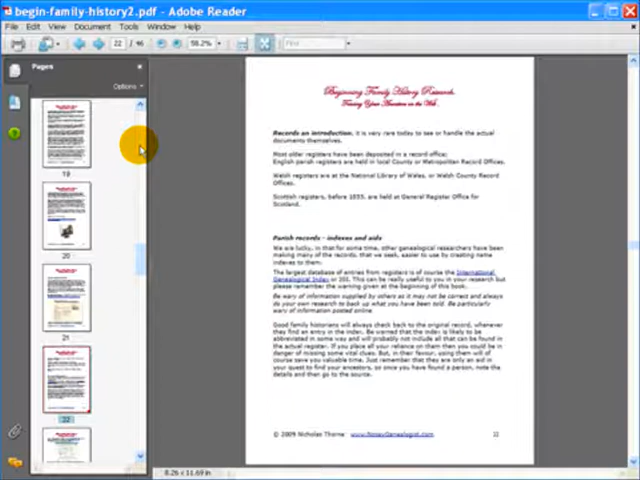 begin-family-history2.pdf - Adobe Reader
File Edit View Document Tools Window Help
22 / 46 58.2% Find
Pages
Options
19
20
21
22
Beginning Family History Research.
Tracing Your Ancestors on the Web.
Records an introduction. It is very rare today to see or handle the actual
documents themselves.
Most older registers have been deposited in a record office:
English parish registers are held in local County or Metropolitan Record Offices.
Welsh registers are at the National Library of Wales, or Welsh County Record
Offices.
Scottish registers, before 1855, are held at General Register Office for
Scotland.
Parish records - indexes and aids
We are lucky, in that for some time, other genealogical researchers have been
making many of the records, that we seek, easier to use by creating name
indexes to them.
The largest database of entries from registers is of course the International
Genealogical Index or IGI. This can be really useful to you in your research but
please remember the warning given at the beginning of this book.
Be wary of information supplied by others as it may not be correct and always
do your own research to back up what you have been told. Be particularly
wary of information posted online
Good family historians will always check back to the original record, whenever
they find an entry in the index. Be warned that the index is likely to be
abbreviated in some way and will probably not include all that can be found in
the actual register. If you place all your reliance on them then you could be in
danger of missing some vital clues. But, in their favour, using them will of
course save you valuable time. Just remember that they are only an aid in
your quest to find your ancestors, so once you have found a person, note the
details and then go to the source.
© 2009 Nicholas Thorne www.NoseyGenealogist.com 22
8.26 x 11.69 in